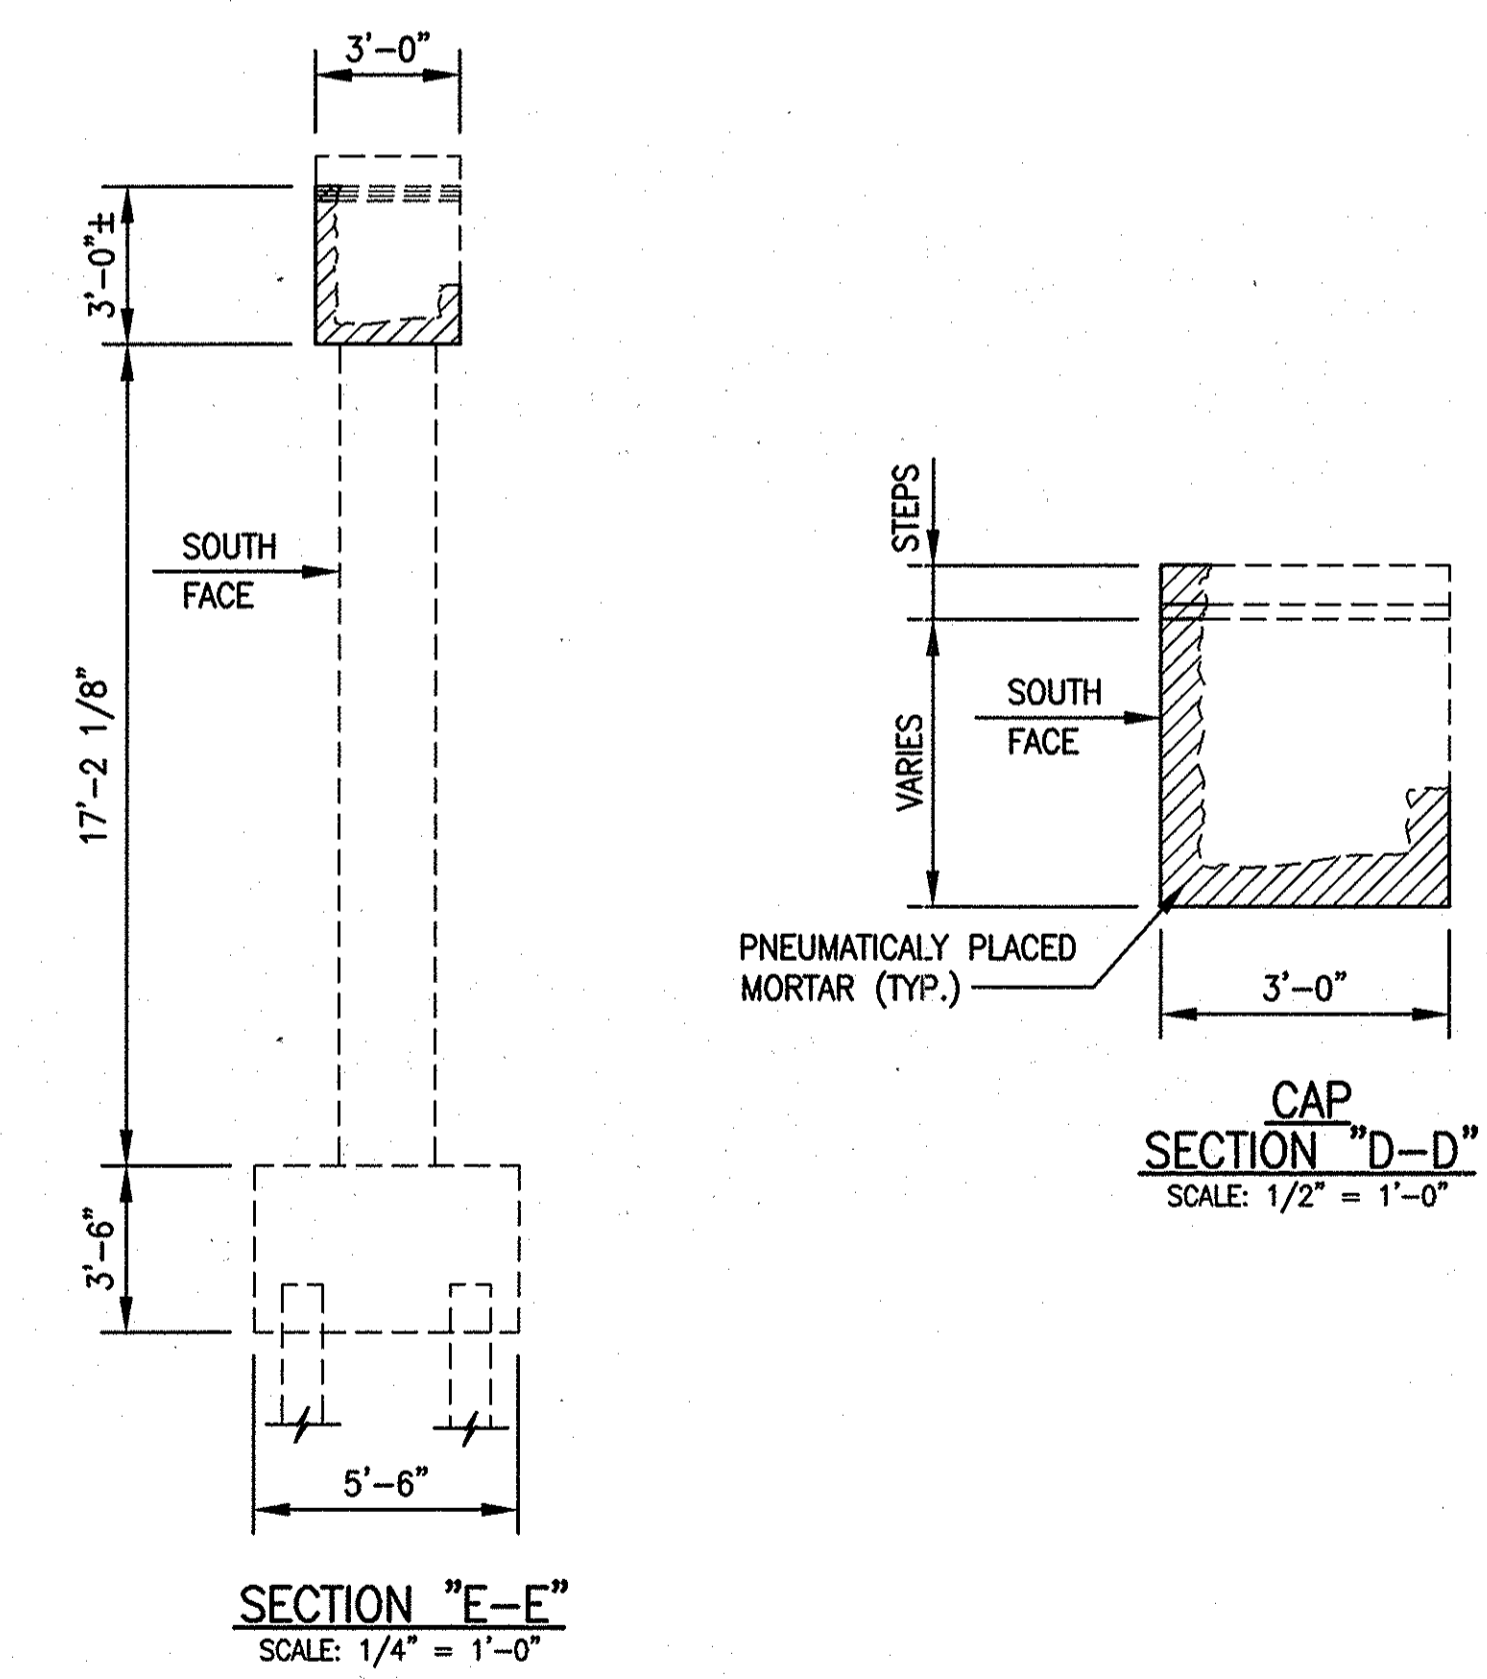 3'-0"
3'-0"±
17'-2 1/8"
SOUTH
FACE
3'-6"
5'-6"
SECTION "E-E"
SCALE: 1/4" = 1'-0"
STEPS
VARIES
SOUTH
FACE
PNEUMATICALY PLACED
MORTAR (TYP.)
3'-0"
CAP
SECTION "D-D"
SCALE: 1/2" = 1'-0"